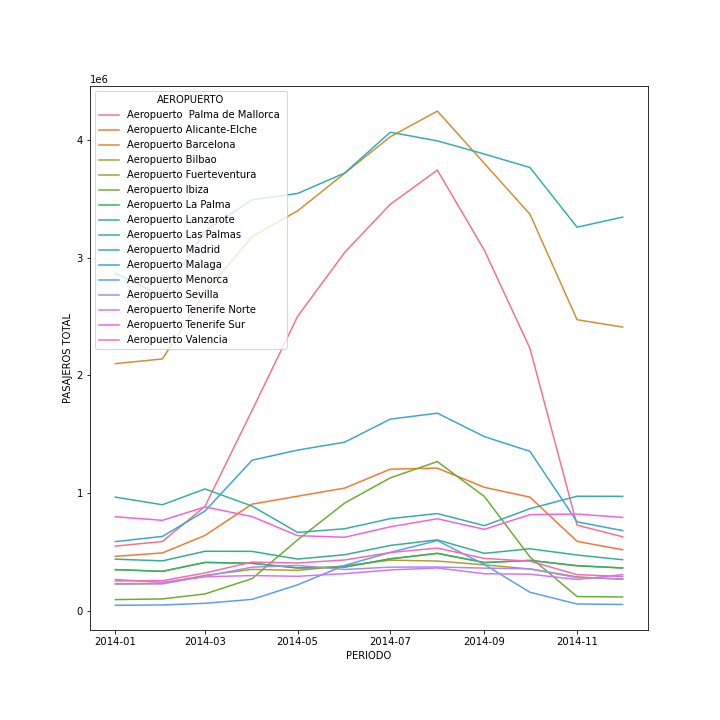 1e6
AEROPUERTO
Aeropuerto  Palma de Mallorca
Aeropuerto Alicante-Elche
Aeropuerto Barcelona
Aeropuerto Bilbao
Aeropuerto Fuerteventura
Aeropuerto Ibiza
Aeropuerto La Palma
Aeropuerto Lanzarote
Aeropuerto Las Palmas
Aeropuerto Madrid
Aeropuerto Malaga
Aeropuerto Menorca
Aeropuerto Sevilla
Aeropuerto Tenerife Norte
Aeropuerto Tenerife Sur
Aeropuerto Valencia
4
3
2
1
0
PASAJEROS TOTAL
2014-01
2014-03
2014-05
2014-07
2014-09
2014-11
PERIODO